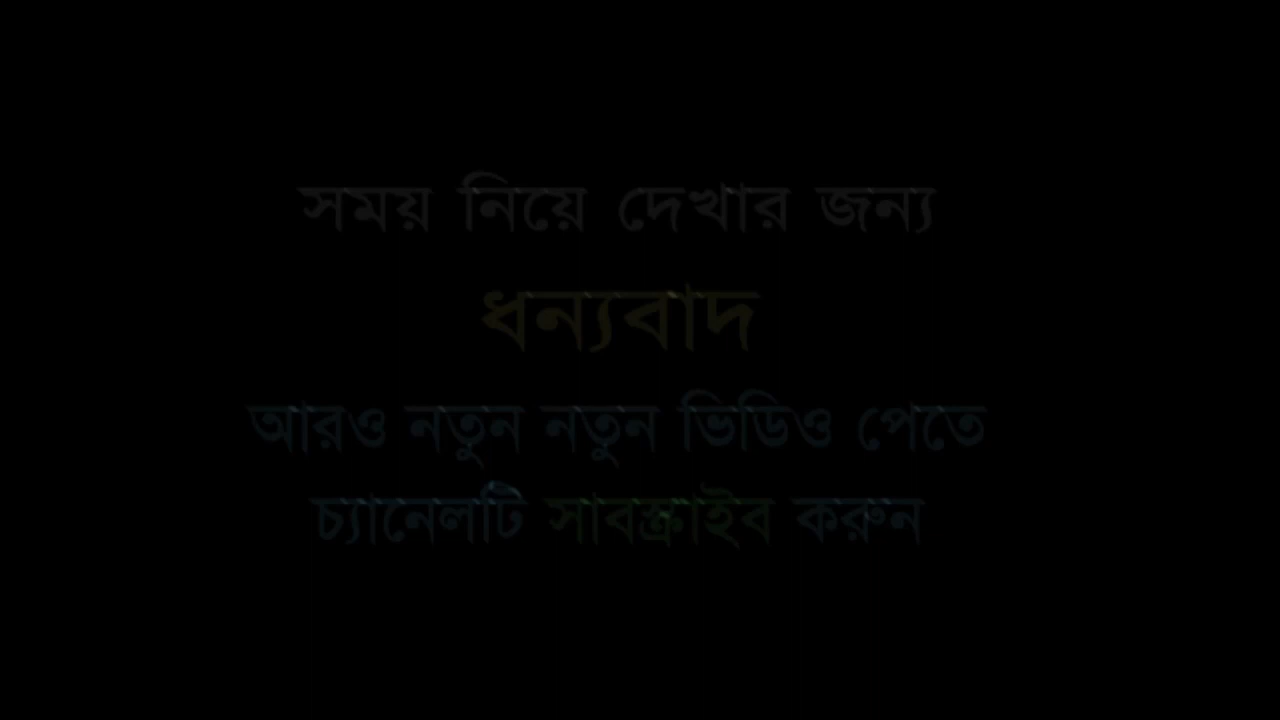 সময় নিয়ে দেখার জন্য
ধন্যবাদ
আরও নতুন নতুন ভিডিও পেতে
চ্যানেলটি সাবস্ক্রাইব করুন